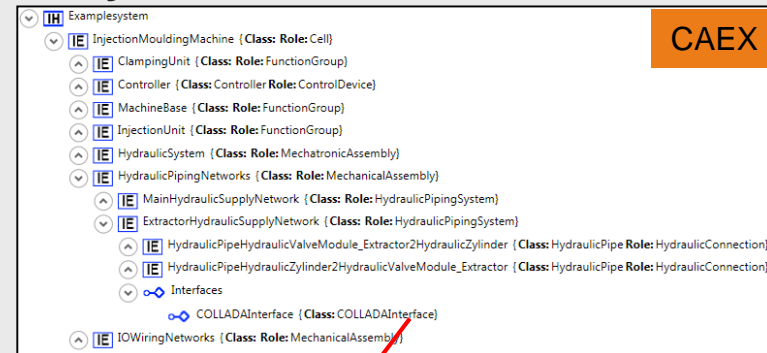 IH Examplesystem
CAEX
IE InjectionMouldingMachine {Class: Role: Cell}
IE ClampingUnit {Class: Role: FunctionGroup}
IE Controller {Class: Controller Role: ControlDevice}
IE MachineBase {Class: Role: FunctionGroup}
IE InjectionUnit {Class: Role: FunctionGroup}
IE HydraulicSystem {Class: Role: MechatronicAssembly}
IE HydraulicPipingNetworks {Class: Role: MechanicalAssembly}
IE MainHydraulicSupplyNetwork {Class: Role: HydraulicPipingSystem}
IE ExtractorHydraulicSupplyNetwork {Class: Role: HydraulicPipingSystem}
IE HydraulicPipeHydraulicValveModule_Extractor2HydraulicZylinder {Class: HydraulicPipe Role: HydraulicConnection}
IE HydraulicPipeHydraulicZylinder2HydraulicValveModule_Extractor {Class: HydraulicPipe Role: HydraulicConnection}
Interfaces
COLLADAInterface {Class: COLLADAInterface}
IE IOWiringNetworks {Class: Role: MechanicalAssembly}